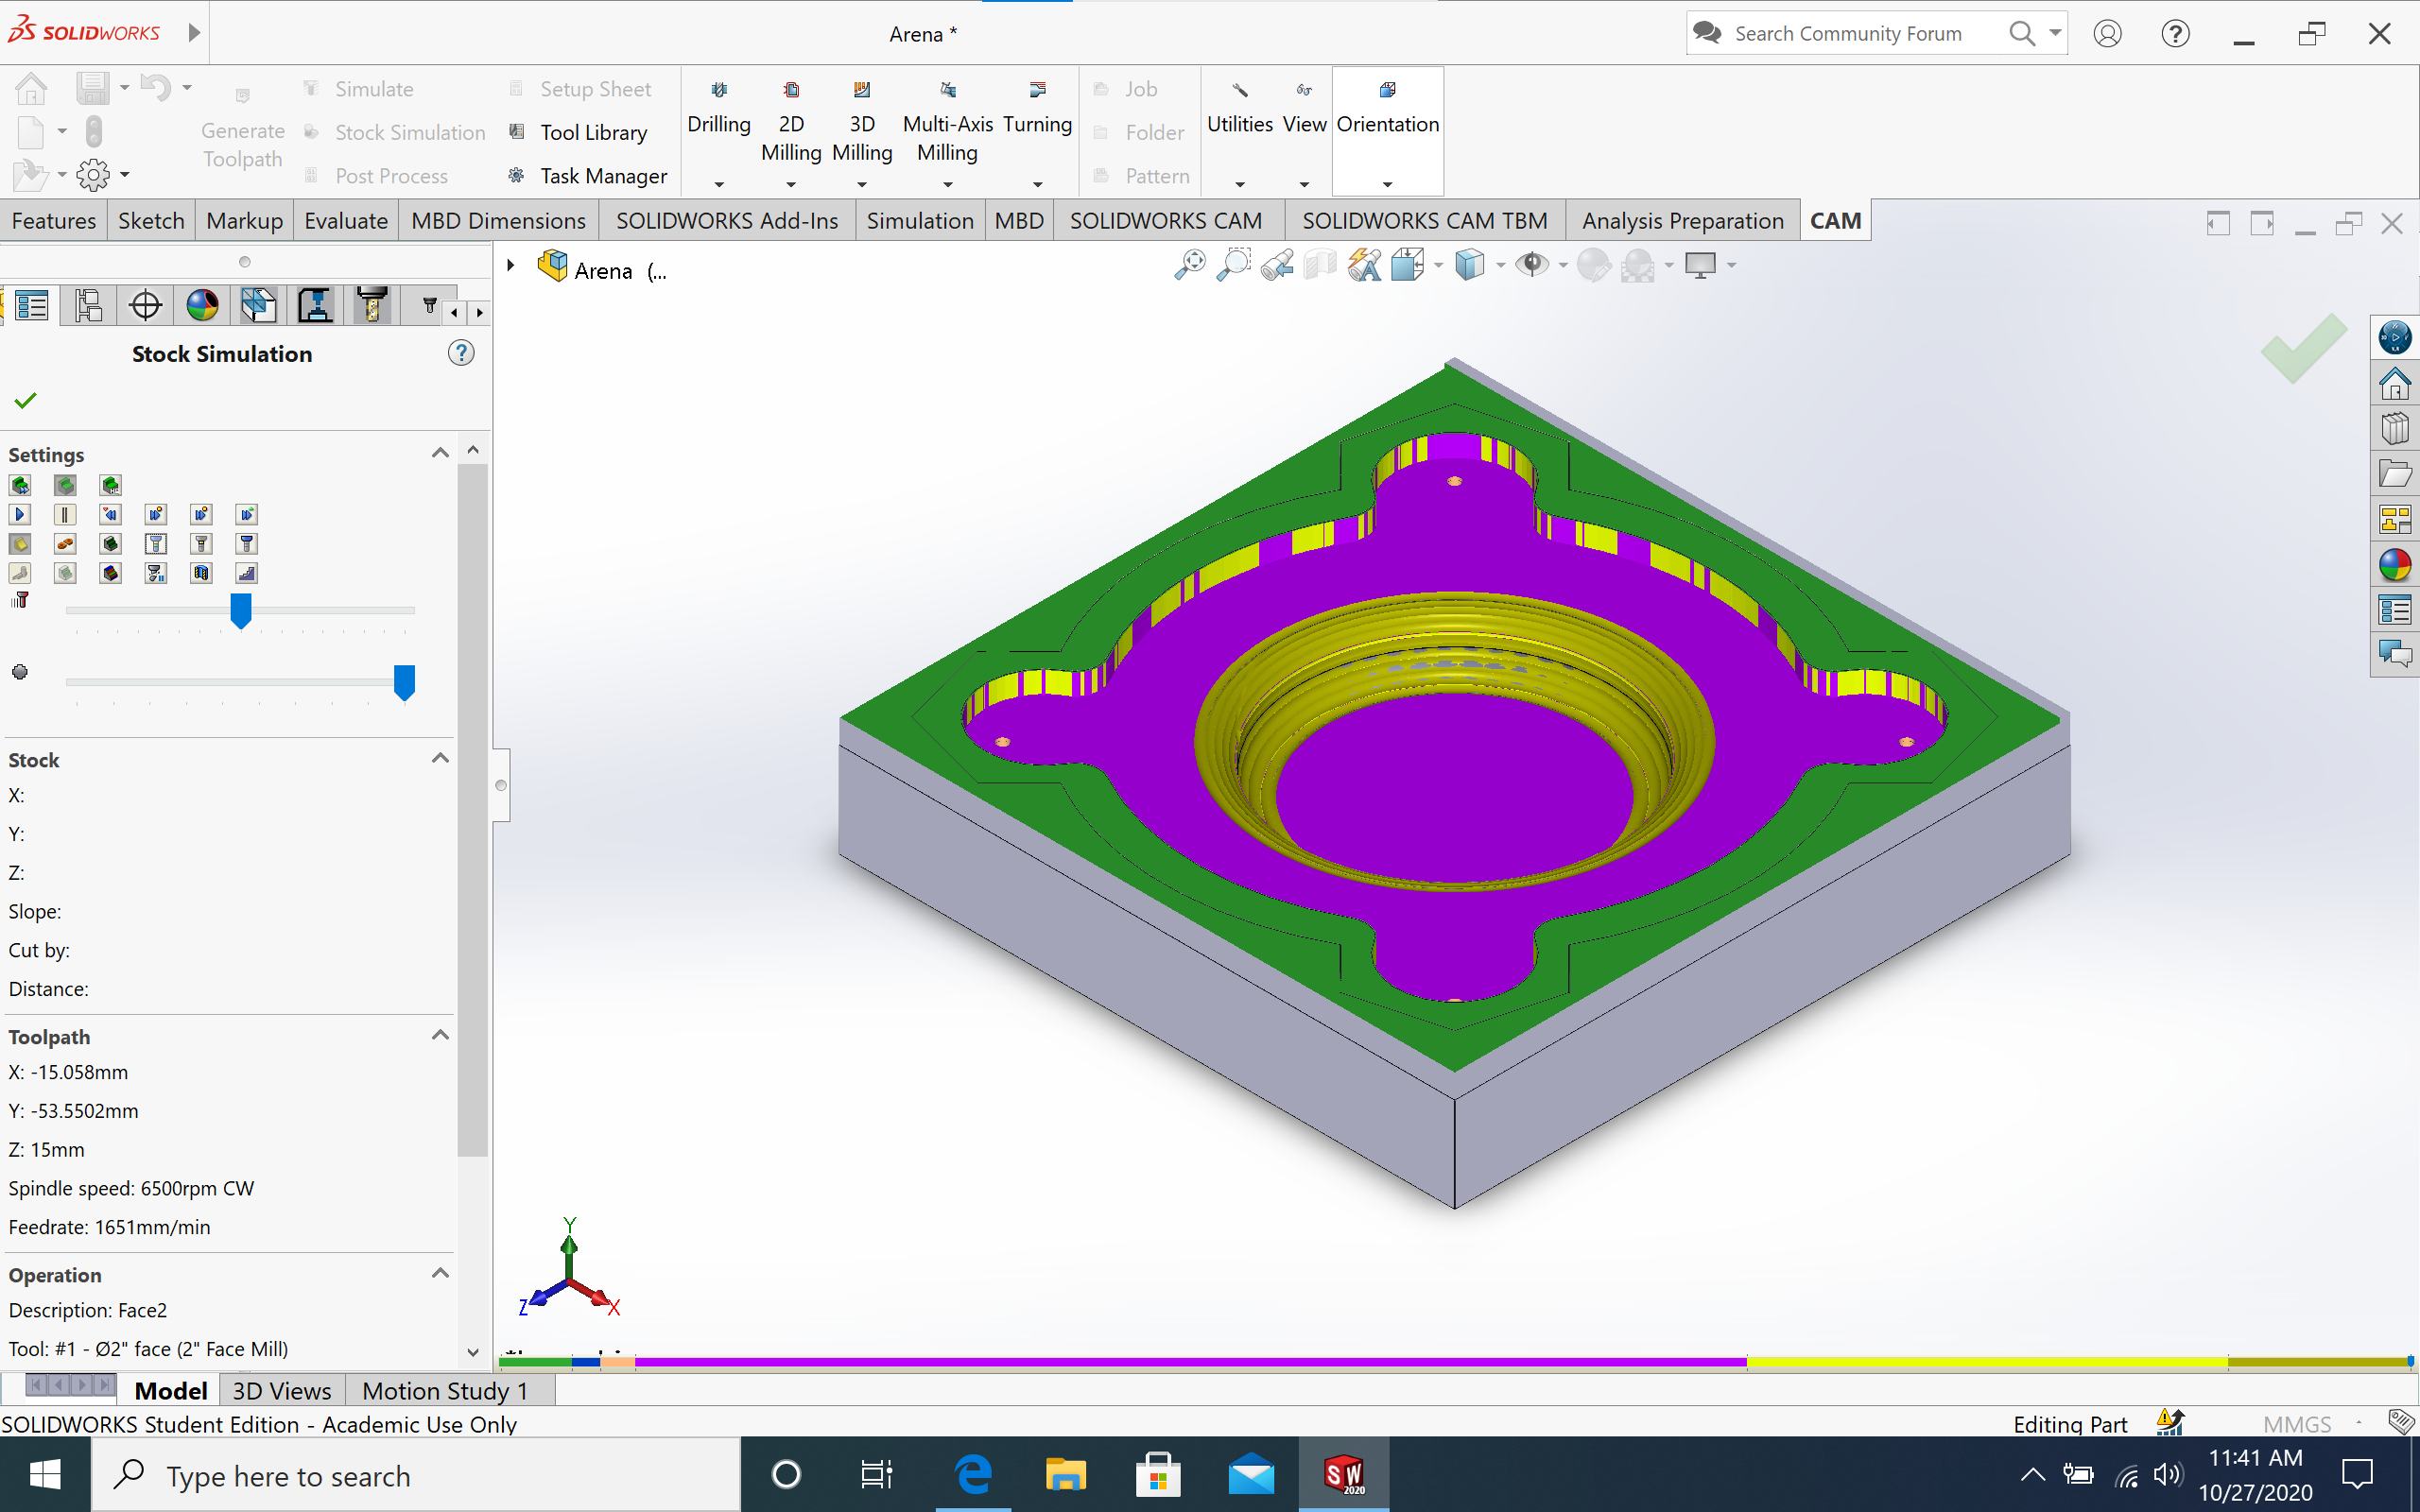 SOLIDWORKS
Arena *
Search Community Forum
Generate Toolpath
Simulate
Stock Simulation
Post Process
Setup Sheet
Tool Library
Task Manager
Drilling
2D Milling
3D Milling
Multi-Axis Milling
Turning
Job
Folder
Pattern
Utilities
View
Orientation
Features
Sketch
Markup
Evaluate
MBD Dimensions
SOLIDWORKS Add-Ins
Simulation
MBD
SOLIDWORKS CAM
SOLIDWORKS CAM TBM
Analysis Preparation
CAM
Arena (...
Stock Simulation
Settings
Stock
X:
Y:
Z:
Slope:
Cut by:
Distance:
Toolpath
X: -15.058mm
Y: -53.5502mm
Z: 15mm
Spindle speed: 6500rpm CW
Feedrate: 1651mm/min
Operation
Description: Face2
Tool: #1 - Ø2" face (2" Face Mill)
Y
Z
X
Model
3D Views
Motion Study 1
SOLIDWORKS Student Edition - Academic Use Only
Editing Part
MMGS
Type here to search
SW
2020
11:41 AM
10/27/2020